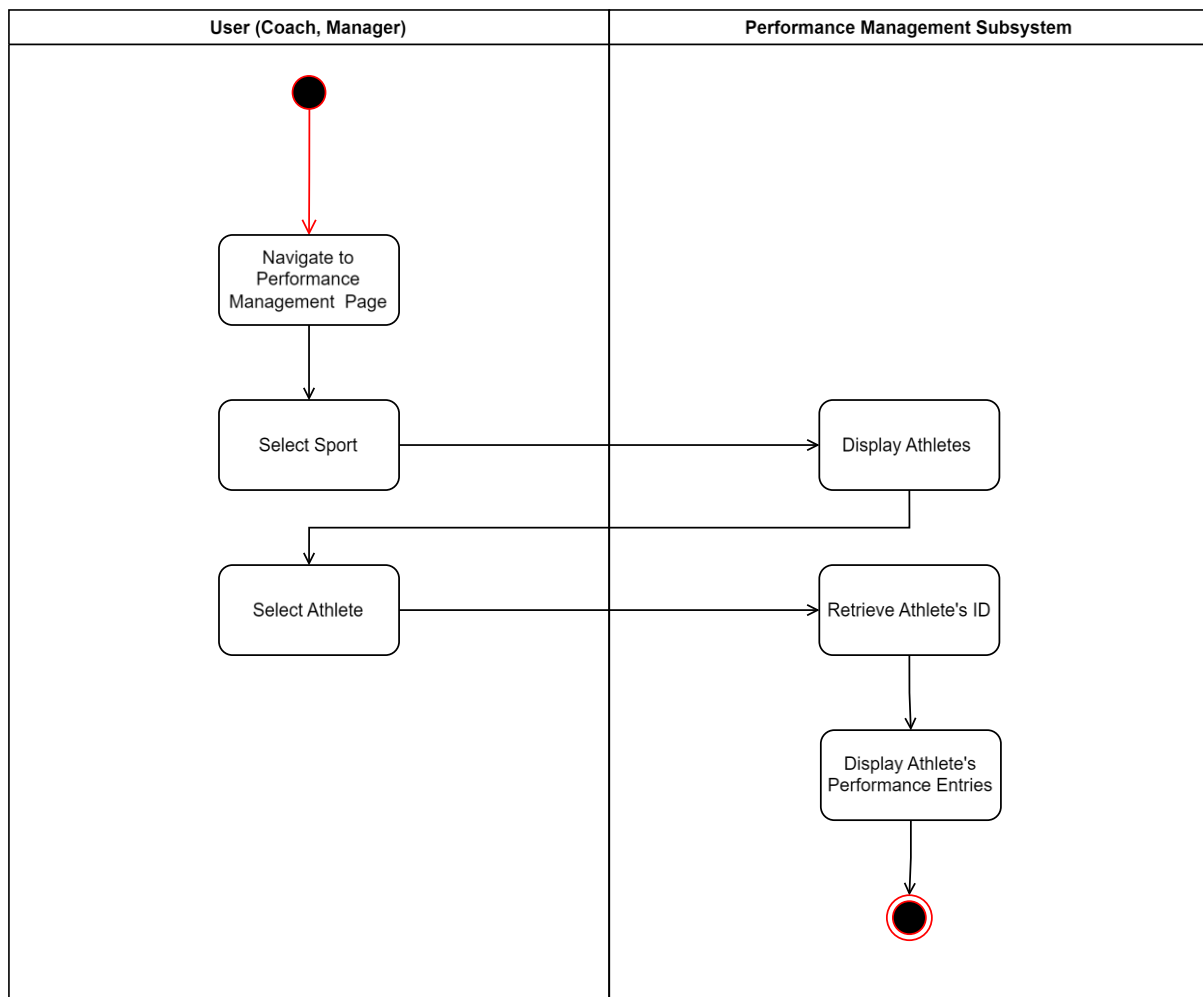 User (Coach, Manager)
Performance Management Subsystem
Navigate to
Performance
Management  Page
Select Sport
Display Athletes
Select Athlete
Retrieve Athlete's ID
Display Athlete's
Performance Entries